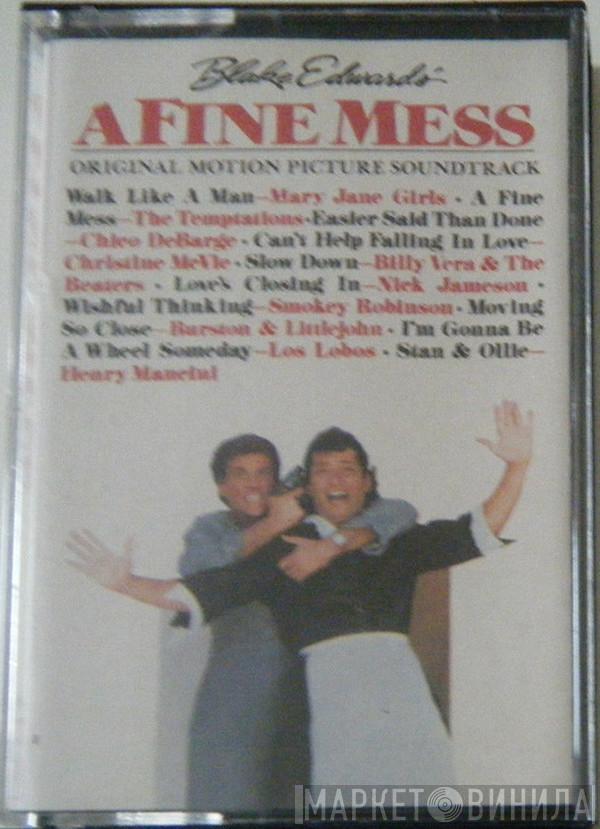 Blake Edwards'
A FINE MESS
ORIGINAL MOTION PICTURE SOUNDTRACK
Walk Like A Man–Mary Jane Girls • A Fine
Mess–The Temptations•Easier Said Than Done
–Chico DeBarge • Can't Help Falling In Love–
Christine McVie • Slow Down–Billy Vera & The
Beaters • Love's Closing In–Nick Jameson •
Wishful Thinking–Smokey Robinson • Moving
So Close–Burston & Littlejohn • I'm Gonna Be
A Wheel Someday–Los Lobos • Stan & Ollie–
Henry Mancini
МАРКЕТ ВИНИЛА